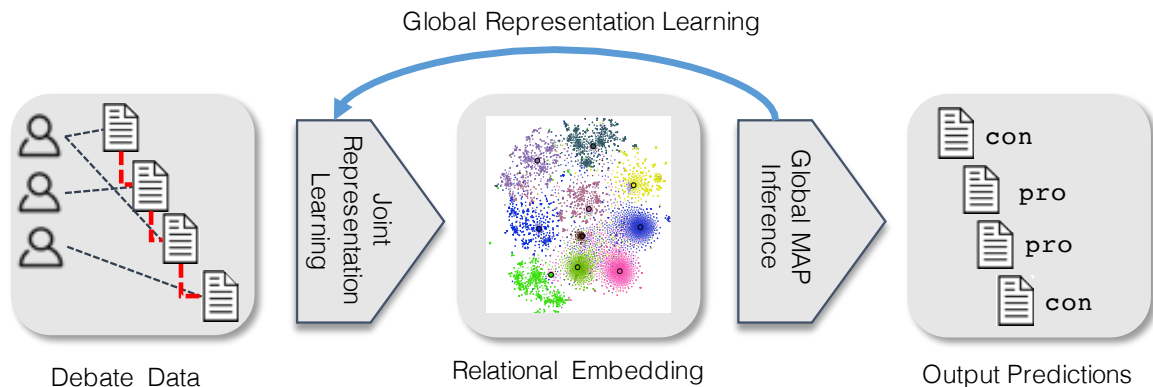 Global Representation Learning
Joint
Representation
Learning
Global MAP
Inference
con
pro
pro
con
Debate Data
Relational Embedding
Output Predictions